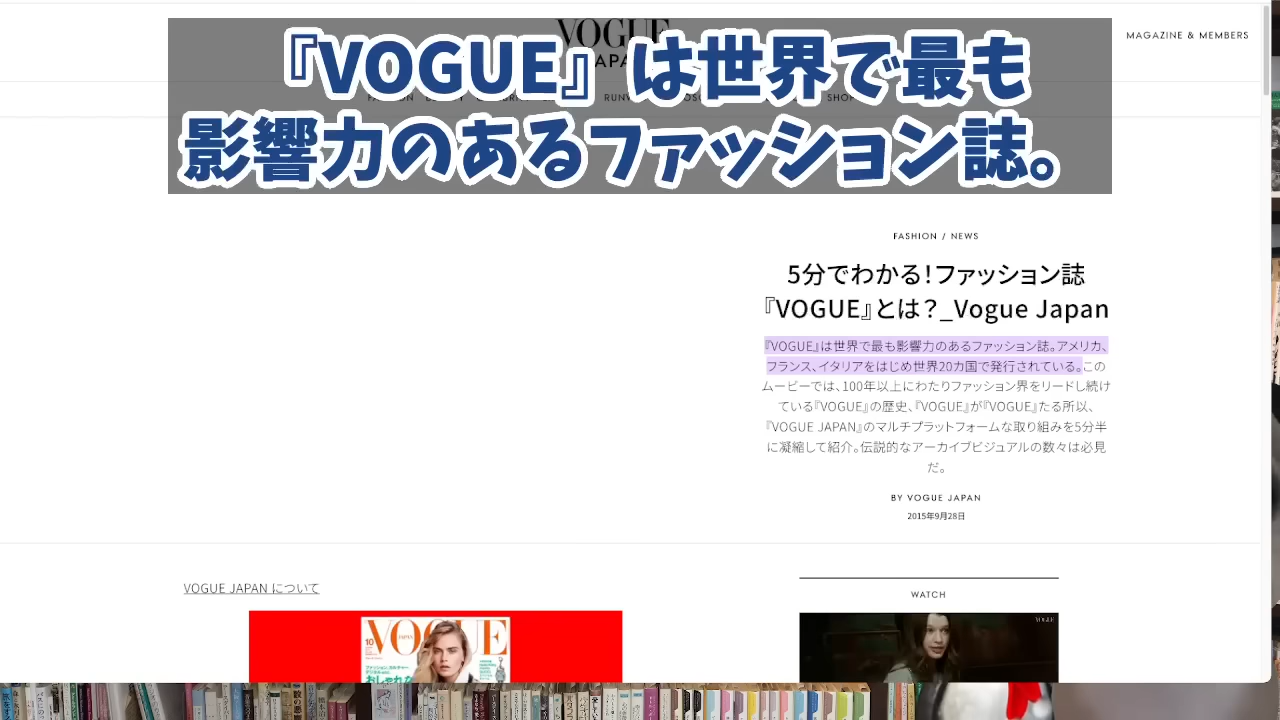 『VOGUE』は世界で最も
影響力のあるファッション誌。
VOGUE
MAGAZINE & MEMBERS
FASHION / NEWS
5分でわかる!ファッション誌
『VOGUE』とは?_Vogue Japan
『VOGUE』は世界で最も影響力のあるファッション誌。アメリカ、
フランス、イタリアをはじめ世界20カ国で発行されている。この
ムービーでは、100年以上にわたりファッション界をリードし続け
ている『VOGUE』の歴史、『VOGUE』が『VOGUE』たる所以、
『VOGUE JAPAN』のマルチプラットフォームな取り組みを5分半
に凝縮して紹介。伝説的なアーカイブビジュアルの数々は必見
だ。
BY VOGUE JAPAN
2015年9月28日
VOGUE JAPAN について
WATCH
VOGUE
VOGUE
JAPAN
10
おしゃれな